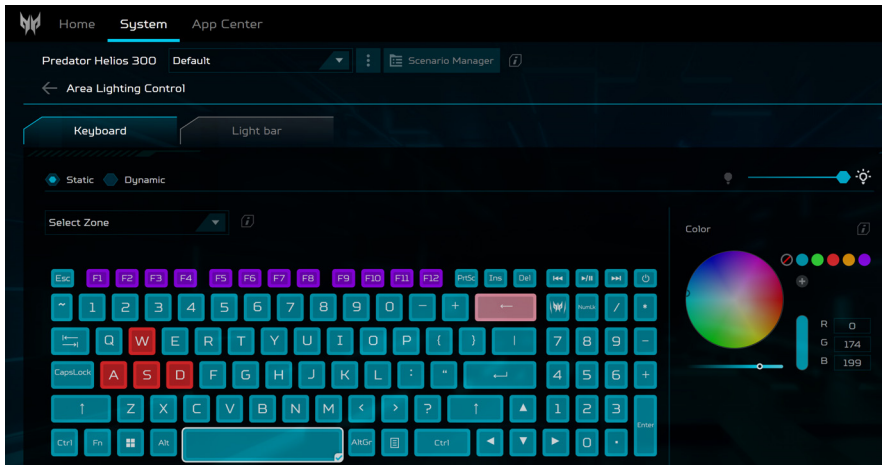 Home System App Center
Predator Helios 300 Default Scenario Manager i
Area Lighting Control
Keyboard Light bar
Static Dynamic
Select Zone i
Color i
Esc F1 F2 F3 F4 F5 F6 F7 F8 F9 F10 F11 F12 PrtSc Ins Del
~ 1 2 3 4 5 6 7 8 9 0 - + NumLk / *
Q W E R T Y U I O P { } | 7 8 9 -
CapsLock A S D F G H J K L : " 4 5 6 +
Z X C V B N M < > ? 1 2 3
Enter
Ctrl Fn Alt AltGr Ctrl 0 .
R 0
G 174
B 199